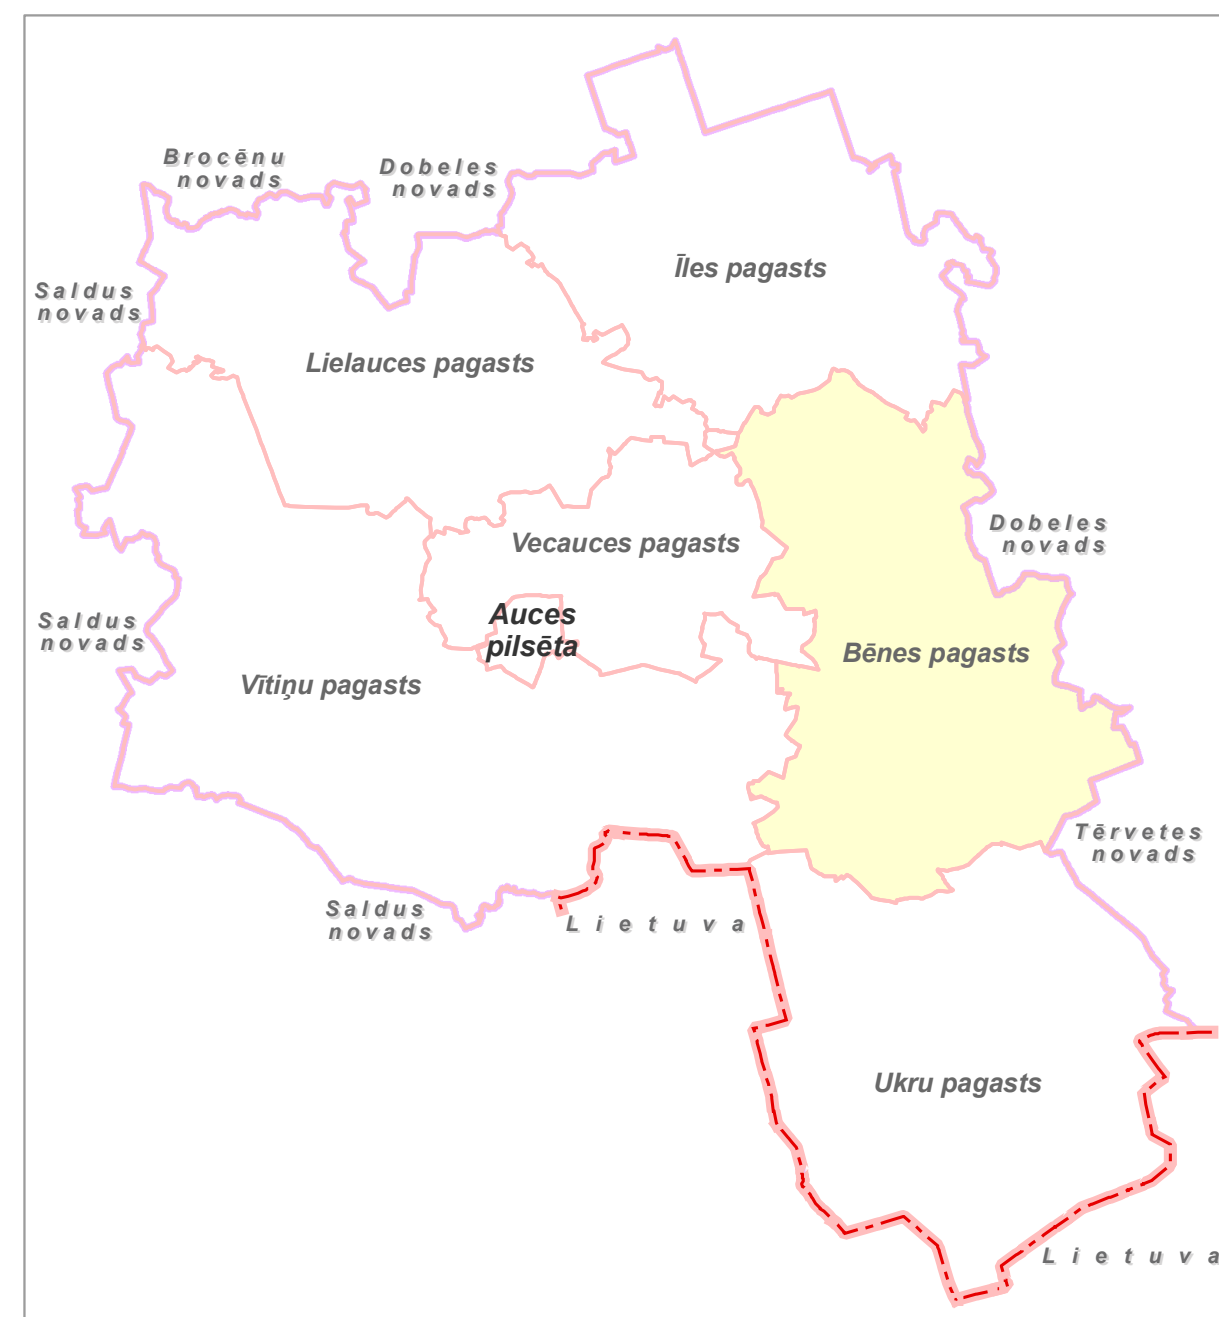 Brocēnu
novads
Dobeles
novads
Īles pagasts
Saldus
novads
Lielauces pagasts
Dobeles
novads
Vecauces pagasts
Auces
pilsēta
Saldus
novads
Bēnes pagasts
Vītiņu pagasts
Tērvetes
novads
Saldus
novads
Lietuva
Ukru pagasts
Lietuva